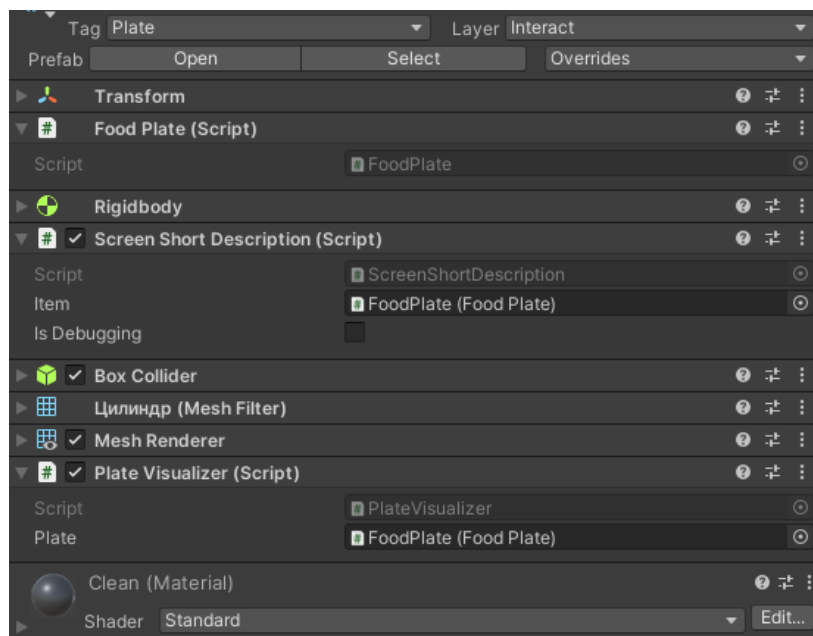 Tag Plate Layer Interact
Prefab Open Select Overrides
Transform
# Food Plate (Script)
Script # FoodPlate
Rigidbody
# Screen Short Description (Script)
Script # ScreenShortDescription
Item # FoodPlate (Food Plate)
Is Debugging
Box Collider
Цилиндр (Mesh Filter)
Mesh Renderer
# Plate Visualizer (Script)
Script # PlateVisualizer
Plate # FoodPlate (Food Plate)
Clean (Material)
Shader Standard Edit...